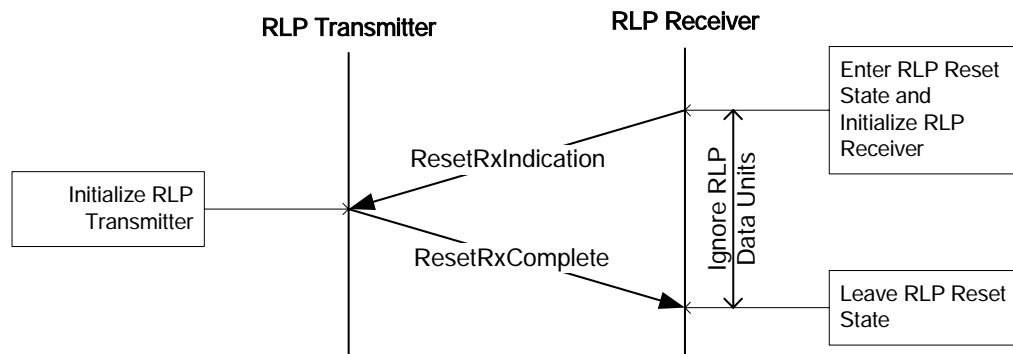 RLP Transmitter
RLP Receiver
Enter RLP Reset
State and
Initialize RLP
Receiver
ResetRxIndication
Initialize RLP
Transmitter
Ignore RLP
Data Units
ResetRxComplete
Leave RLP Reset
State